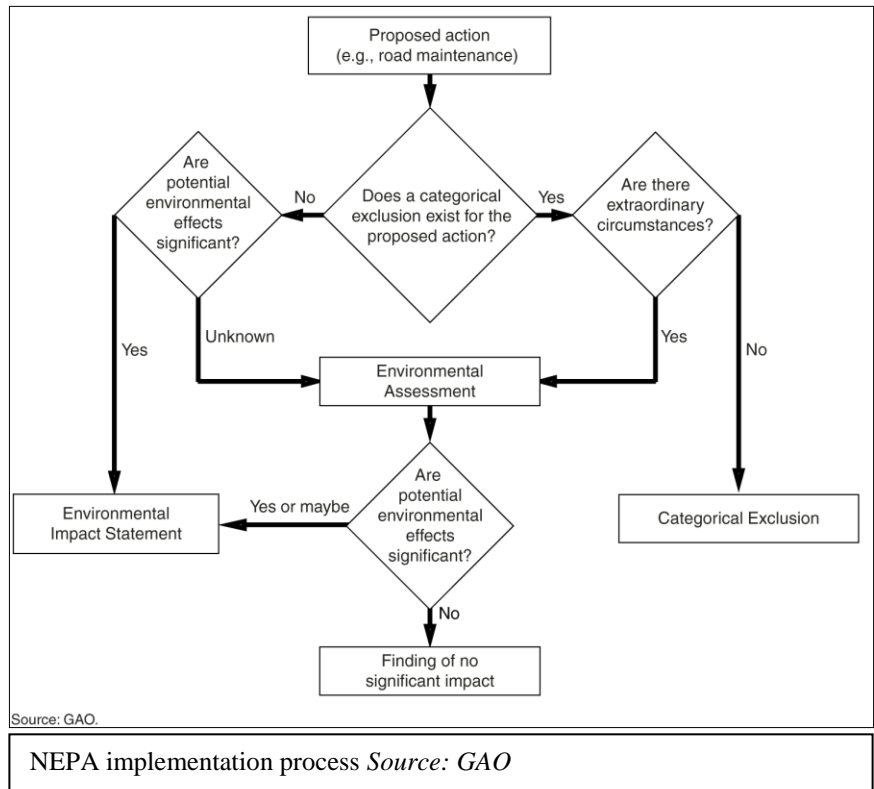 Proposed action
(e.g., road maintenance)
Are
potential
environmental
effects
significant?
No
Does a categorical
exclusion exist for the
proposed action?
Yes
Are there
extraordinary
circumstances?
Yes
Unknown
Yes
No
Environmental
Assessment
Environmental
Impact Statement
Yes or maybe
Are
potential
environmental
effects
significant?
Categorical Exclusion
No
Finding of no
significant impact
Source: GAO.
NEPA implementation process Source: GAO